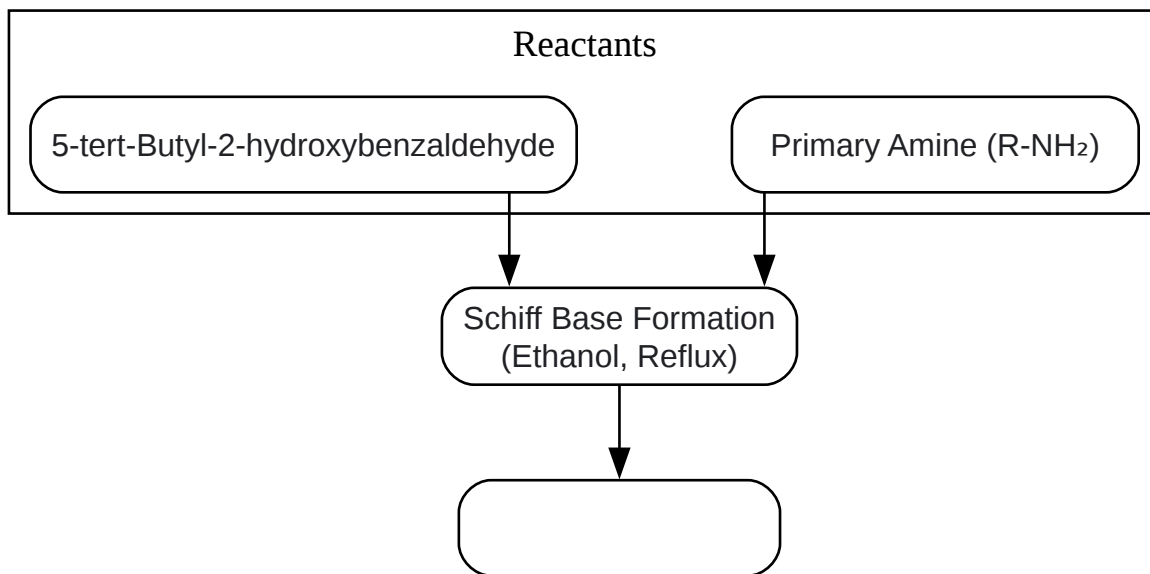 Reactants
5-tert-Butyl-2-hydroxybenzaldehyde
Primary Amine (R-NH₂)
Schiff Base Formation
(Ethanol, Reflux)